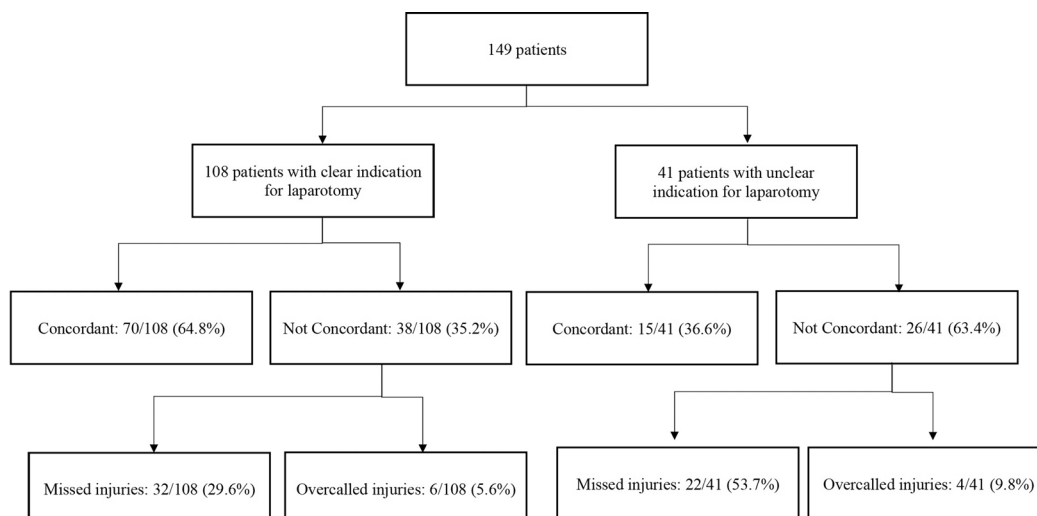 149 patients
108 patients with clear indication
for laparotomy
41 patients with unclear
indication for laparotomy
Concordant: 70/108 (64.8%)
Not Concordant: 38/108 (35.2%)
Concordant: 15/41 (36.6%)
Not Concordant: 26/41 (63.4%)
Missed injuries: 32/108 (29.6%)
Overcalled injuries: 6/108 (5.6%)
Missed injuries: 22/41 (53.7%)
Overcalled injuries: 4/41 (9.8%)